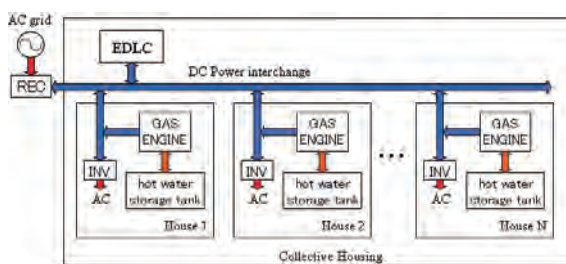 AC grid
EDLC
DC Power interchange
REC
GAS
ENGINE
INV
AC
hot water
storage tank
House 1
GAS
ENGINE
INV
AC
hot water
storage tank
House 2
...
GAS
ENGINE
INV
AC
hot water
storage tank
House N
Collective Housing